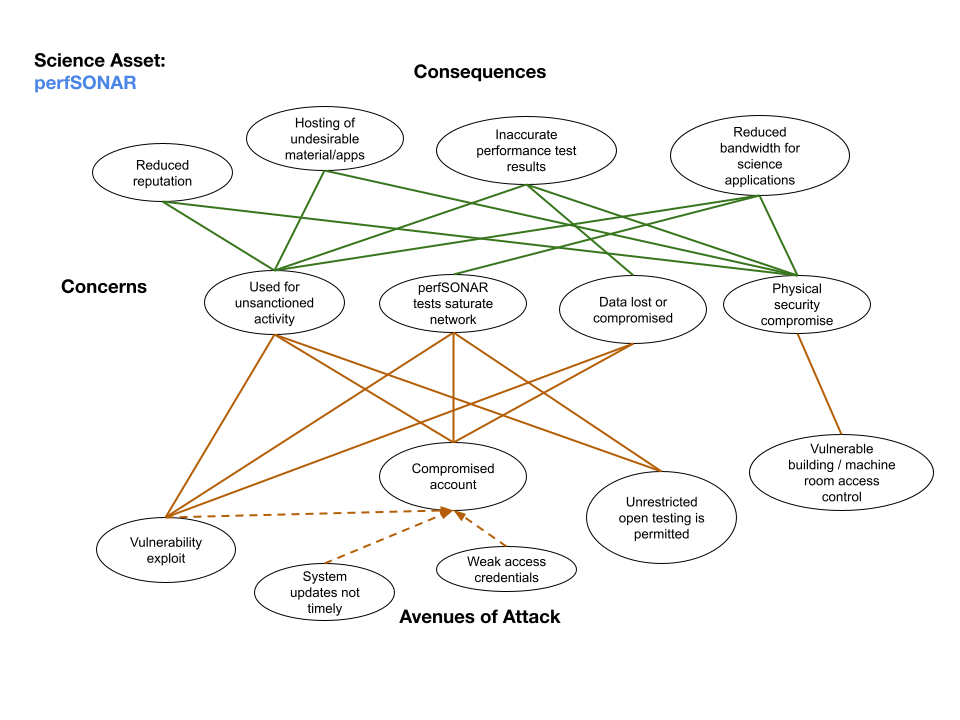 Science Asset:
perfSONAR
Consequences
Reduced
reputation
Hosting of
undesirable
material/apps
Inaccurate
performance test
results
Reduced
bandwidth for
science
applications
Concerns
Used for
unsanctioned
activity
perfSONAR
tests saturate
network
Data lost or
compromised
Physical
security
compromise
Compromised
account
Vulnerable
building / machine
room access
control
Unrestricted
open testing is
permitted
Vulnerability
exploit
System
updates not
timely
Weak access
credentials
Avenues of Attack